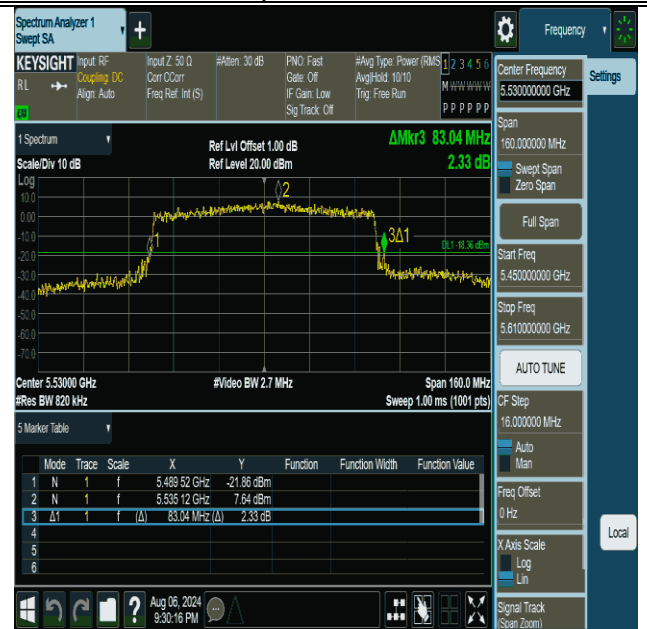 Spectrum Analyzer 1
Swept SA
Frequency
KEYSIGHT
RL
Input: RF
Coupling: DC
Align: Auto
Input Z: 50 Ω
Corr CCorr
Freq Ref: Int (S)
#Atten: 30 dB
PNO: Fast
Gate: Off
IF Gain: Low
Sig Track: Off
#Avg Type: Power (RMS
Avg|Hold: 10/10
Trig: Free Run
1 2 3 4 5 6
M W W W W W
P P P P P P
Settings
Center Frequency
5.530000000 GHz
Span
160.000000 MHz
Swept Span
Zero Span
Full Span
Start Freq
5.450000000 GHz
Stop Freq
5.610000000 GHz
AUTO TUNE
CF Step
16.000000 MHz
Auto
Man
Freq Offset
0 Hz
X Axis Scale
Log
Lin
Signal Track
(Span Zoom)
Local
1 Spectrum
Scale/Div 10 dB
Ref Lvl Offset 1.00 dB
Ref Level 20.00 dBm
ΔMkr3 83.04 MHz
2.33 dB
Log
10.0
0.00
-10.0
-20.0
-30.0
-40.0
-50.0
-60.0
-70.0
2
1
3Δ1
DL1 -18.36 dBm
Center 5.53000 GHz
#Res BW 820 kHz
#Video BW 2.7 MHz
Span 160.0 MHz
Sweep 1.00 ms (1001 pts)
5 Marker Table
Mode Trace Scale X Y Function Function Width Function Value
1 N 1 f 5.489 52 GHz -21.86 dBm
2 N 1 f 5.535 12 GHz 7.64 dBm
3 Δ1 1 f (Δ) 83.04 MHz (Δ) 2.33 dB
4
5
6
Aug 06, 2024
9:30:16 PM